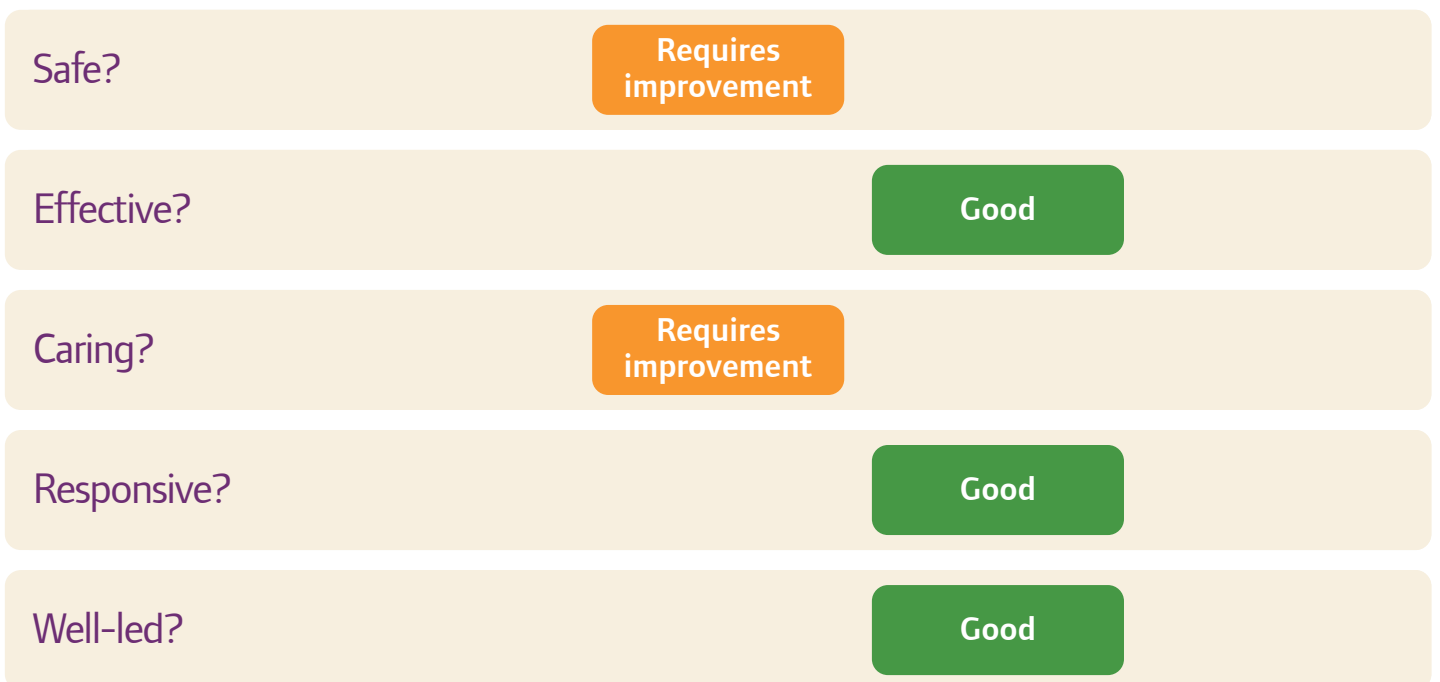 Safe?
Requires
improvement
Effective?
Good
Caring?
Requires
improvement
Responsive?
Good
Well-led?
Good